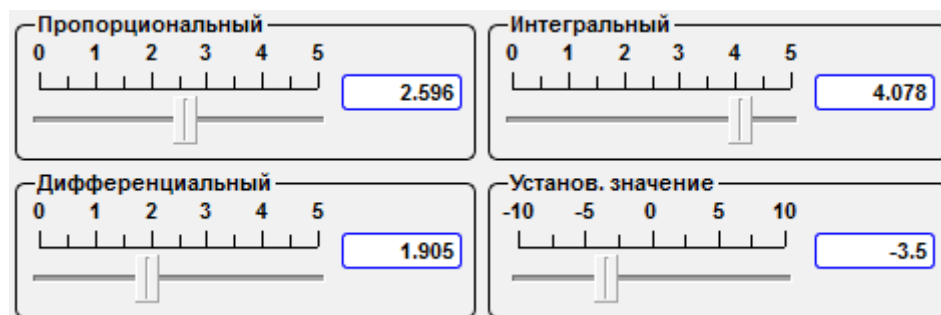 Пропорциональный
0 1 2 3 4 5
2.596
Интегральный
0 1 2 3 4 5
4.078
Дифференциальный
0 1 2 3 4 5
1.905
Установ. значение
-10 -5 0 5 10
-3.5